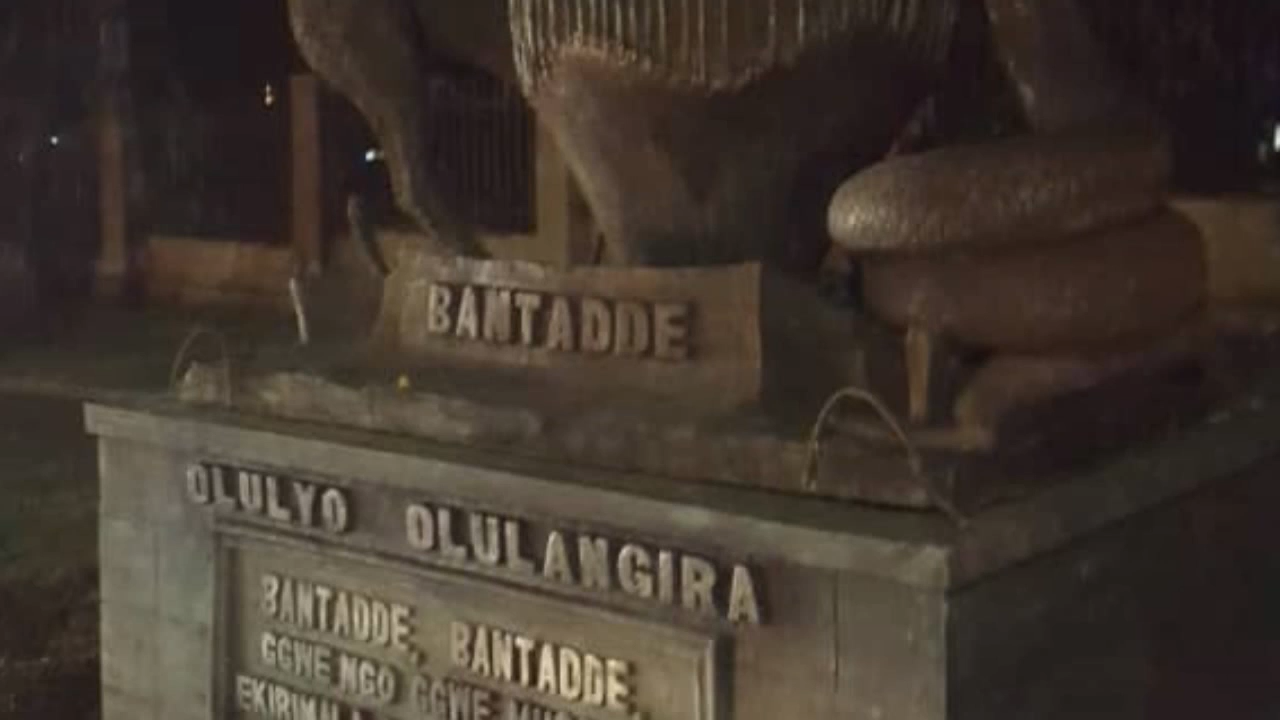 BANTADDE
OLULYO OLULANGIRA
BANTADDE, BANTADDE,
GGWE NGO GGWE